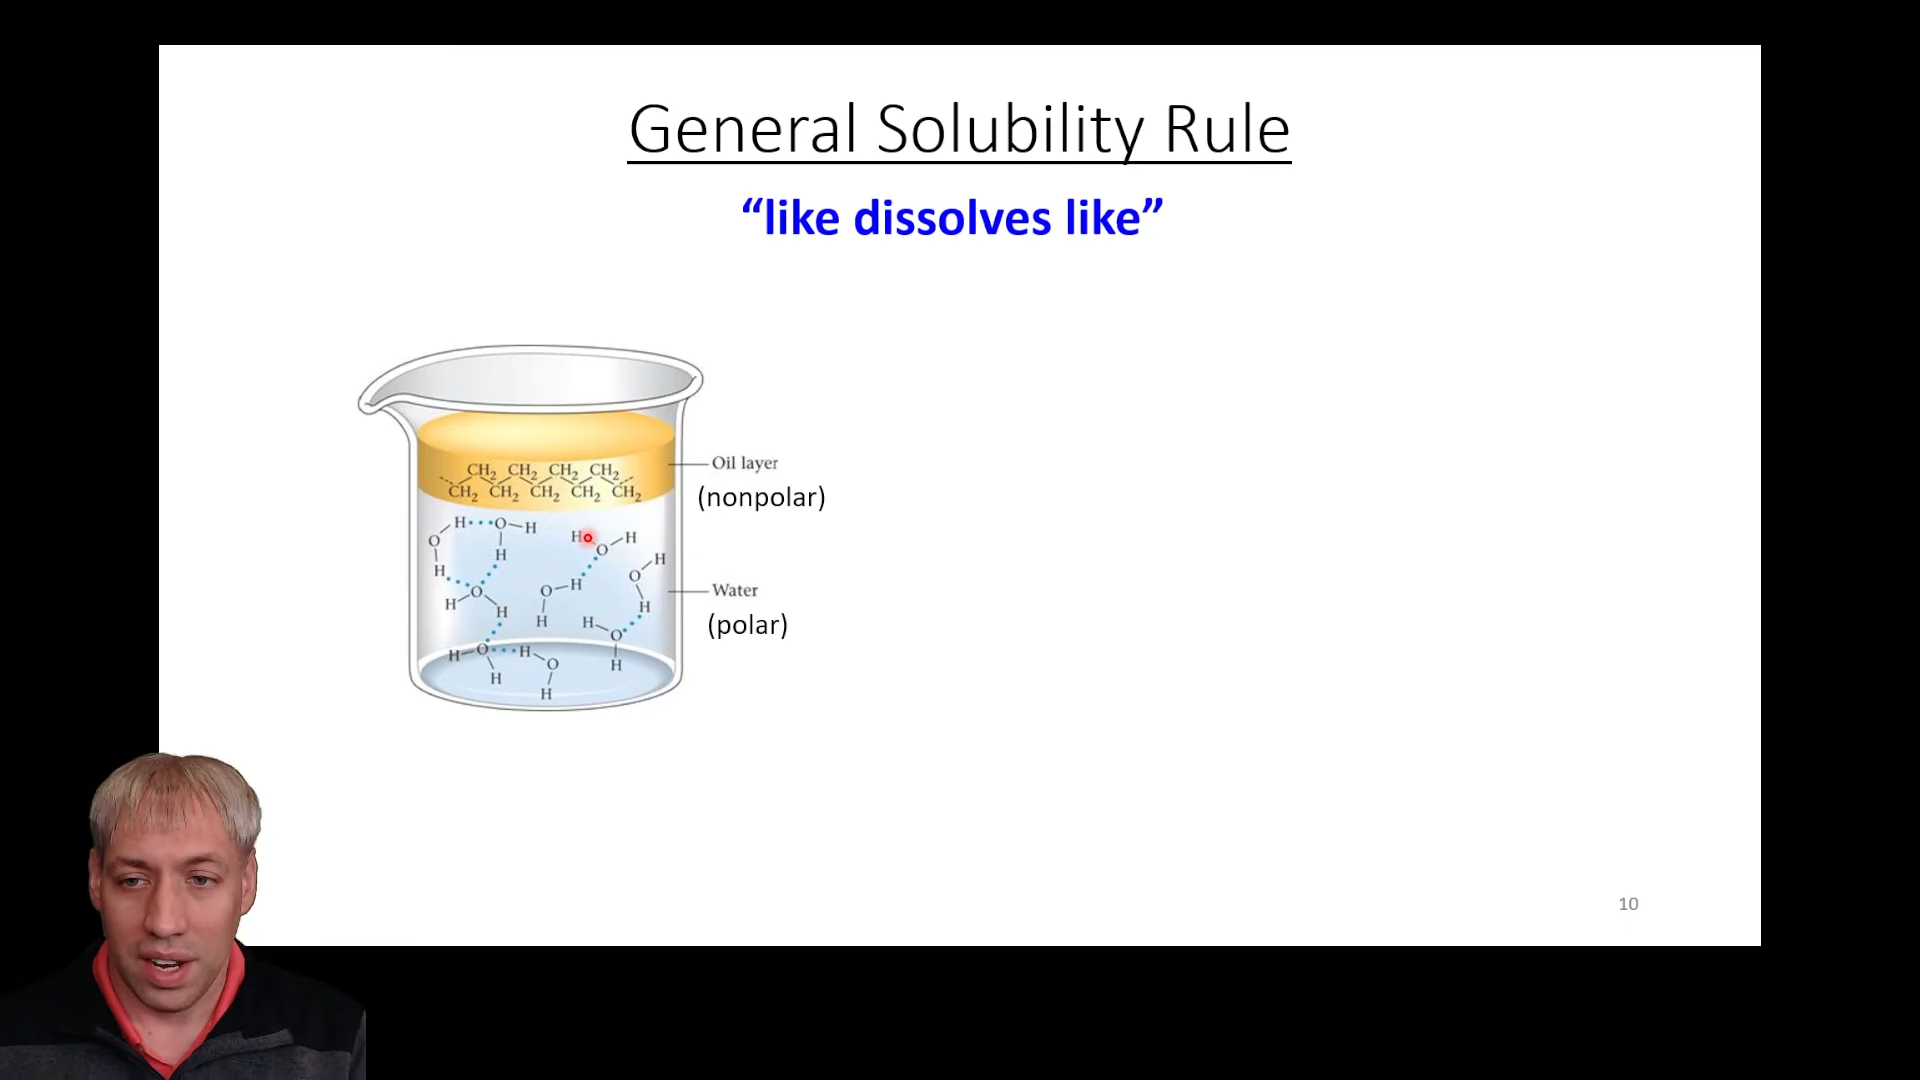 General Solubility Rule
“like dissolves like”
CH₂ CH₂ CH₂ CH₂
CH₂ CH₂ CH₂ CH₂ CH₂
Oil layer
(nonpolar)
H O H H H
O O
H H
H O H O H
H O
H H H H
Water
O
(polar)
H O H
O H
H H
10